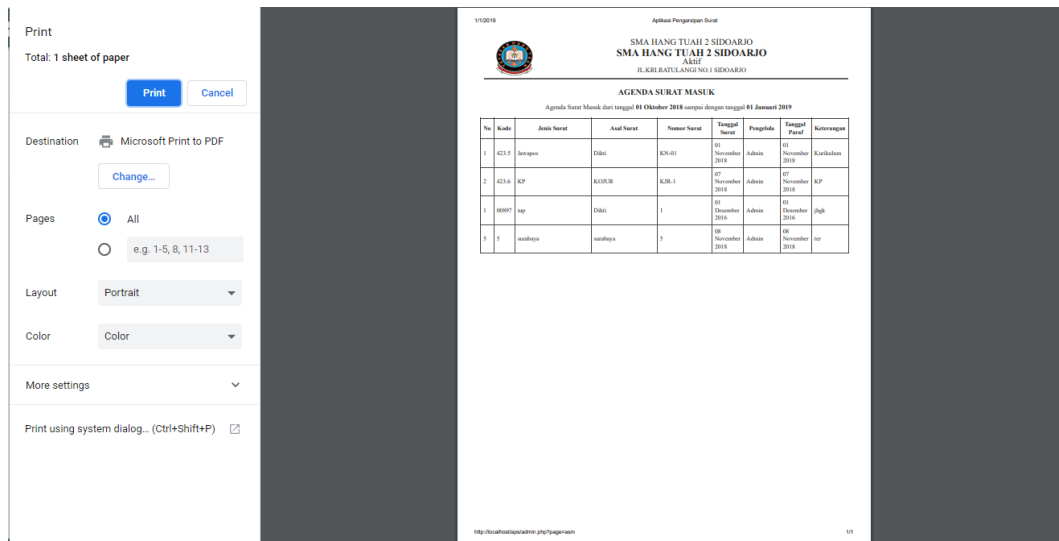 Print
Total: 1 sheet of paper
Print Cancel
Destination Microsoft Print to PDF
Change...
Pages All
e.g. 1-5, 8, 11-13
Layout Portrait
Color Color
More settings
Print using system dialog... (Ctrl+Shift+P)
1/1/2019 Aplikasi Pengarsipan Surat
SMA HANG TUAH 2 SIDOARJO
SMA HANG TUAH 2 SIDOARJO
Aktif
JL.KRI.RATULANGI NO.1 SIDOARJO
AGENDA SURAT MASUK
Agenda Surat Masuk dari tanggal 01 Oktober 2018 sampai dengan tanggal 01 Januari 2019
No Kode Jenis Surat Asal Surat Nomor Surat Tanggal Surat Pengelola Tanggal Paraf Keterangan
1 423.5 Jawapos Dikti KN-01 01 November 2018 Admin 01 November 2018 Kurikulum
2 423.6 KP KOJUR KJR-1 07 November 2018 Admin 07 November 2018 KP
1 00897 Dikti 1 01 Desember 2016 Admin 01 Desember 2016 jhgk
5 5 surabaya surabaya 5 08 November 2018 Admin 08 November 2018 ter
http://localhost/aps/admin.php?page=asm 1/1